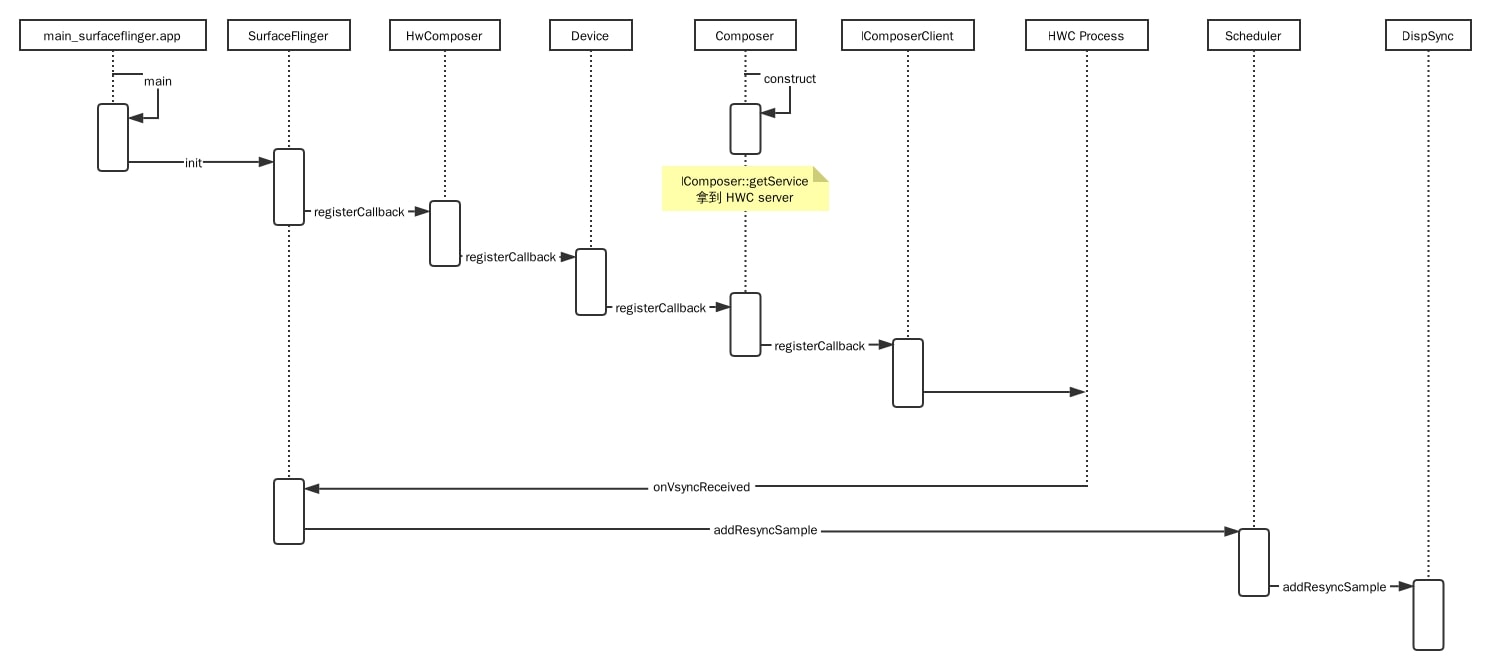 main_surfaceflinger.app
SurfaceFlinger
HwComposer
Device
Composer
IComposerClient
HWC Process
Scheduler
DispSync
main
construct
init
IComposer::getService
拿到 HWC server
registerCallback
registerCallback
registerCallback
registerCallback
onVsyncReceived
addResyncSample
addResyncSample